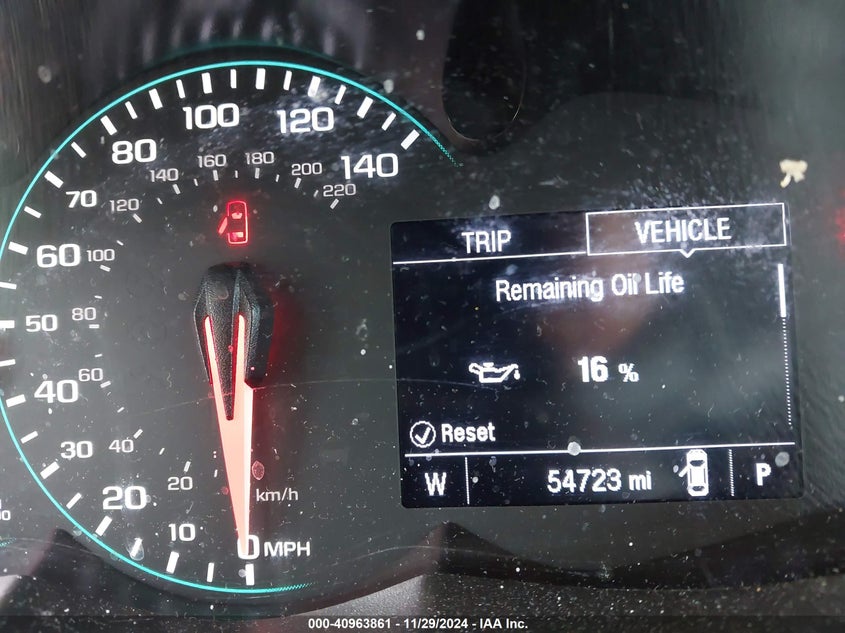 100
120
80
140
160
180
200
220
140
70
120
60
100
50
80
40
60
30
40
20
20
10
km/h
0 MPH
TRIP
VEHICLE
Remaining Oil Life
16 %
Reset
W
54723 mi
P
000-40963861 - 11/29/2024 - IAA Inc.